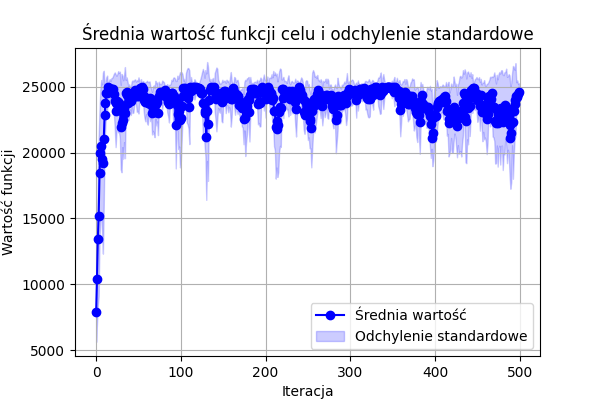 Średnia wartość funkcji celu i odchylenie standardowe
25000
20000
15000
10000
5000
Wartość funkcji
0
100
200
300
400
500
Iteracja
Średnia wartość
Odchylenie standardowe